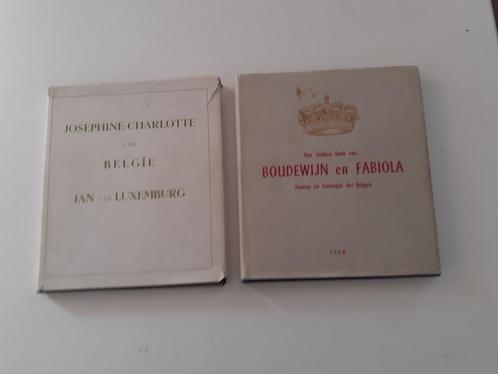 JOSEPHINE CHARLOTTE
VAN
BELGÏE
JAN VAN LUXEMBURG
Het Gulden boek van
BOUDEWIJN en FABIOLA
Koning en Koningin der Belgen
1960